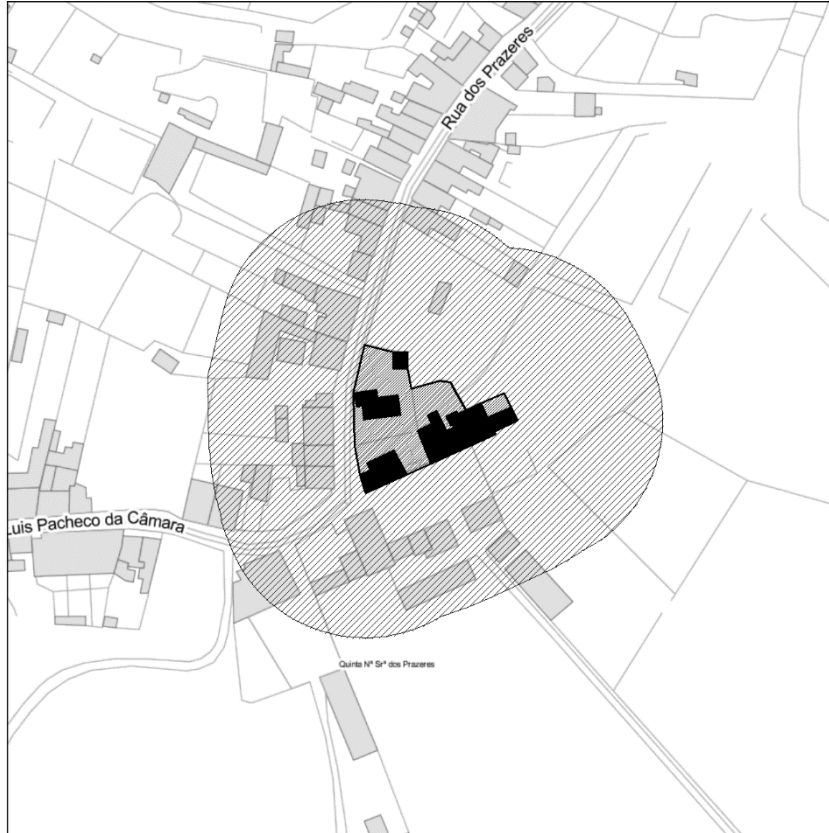 Rua dos Prazeres
Luis Pacheco da Câmara
Quinta Nª Srª dos Prazeres